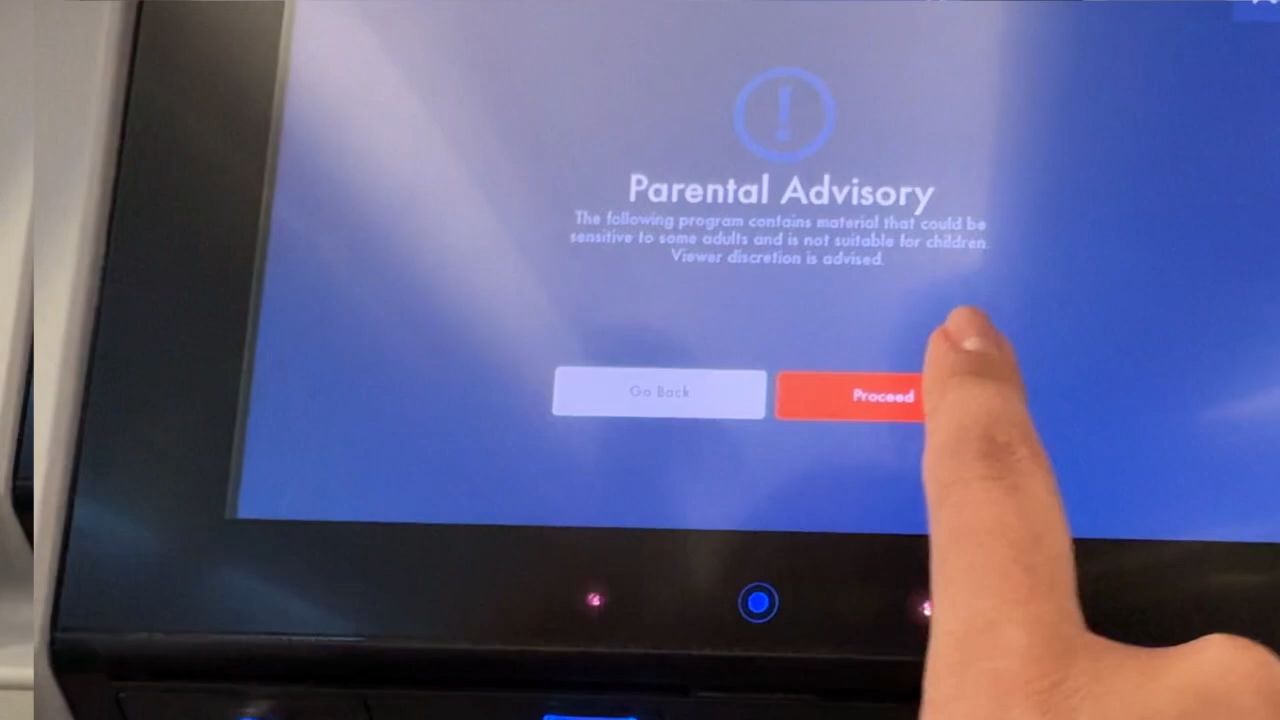 Parental Advisory
The following program contains material that could be
sensitive to some adults and is not suitable for children.
Viewer discretion is advised.
Go Back
Proceed